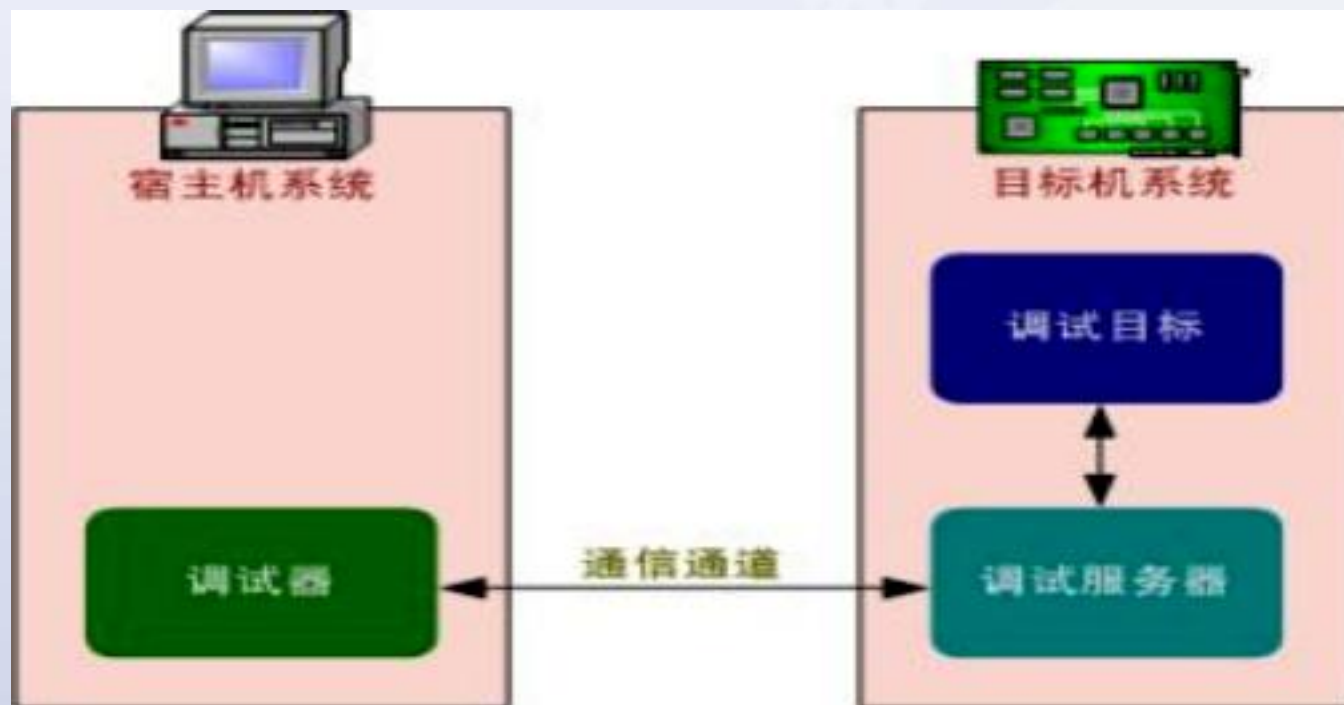 宿主机系统
目标机系统
调试目标
调试器
通信通道
调试服务器